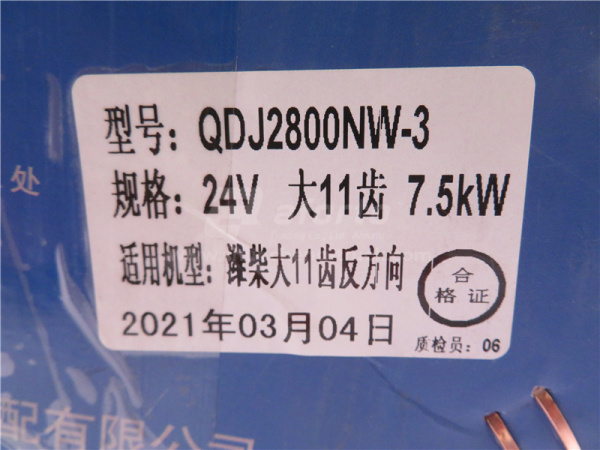 处
型号：QDJ2800NW-3
规格：24V 大11齿 7.5kW
适用机型：潍柴大11齿反方向
合
格 证
2021年03月04日
质检员：06
配有限公司